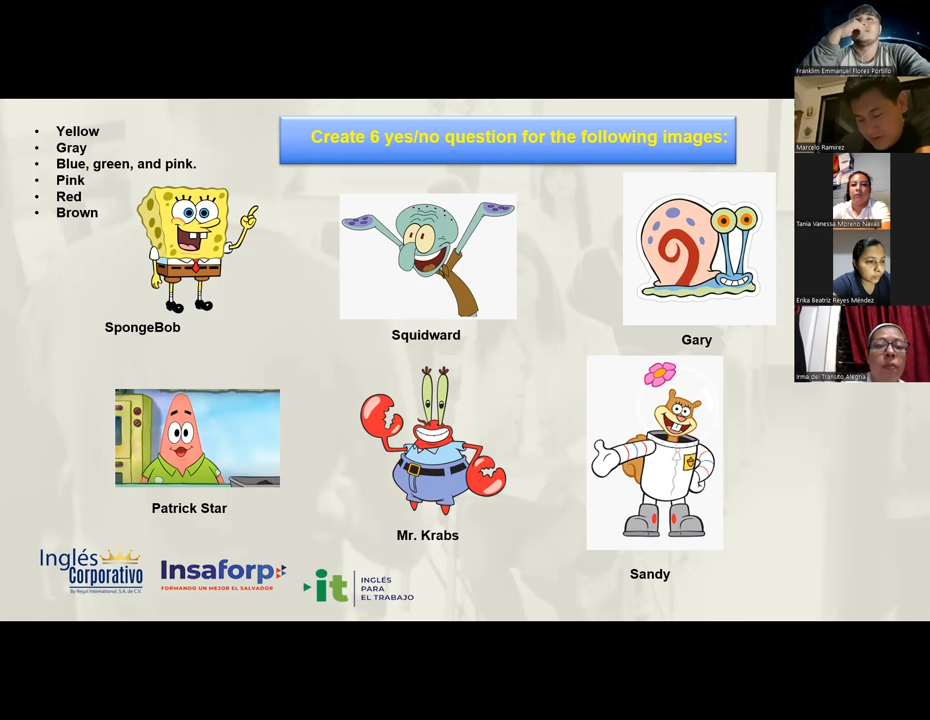 Create 6 yes/no question for the following images:
• Yellow
• Gray
• Blue, green, and pink.
• Pink
• Red
• Brown
SpongeBob
Squidward
Gary
Patrick Star
Mr. Krabs
Sandy
Inglés
Corporativo
By Regal International, S.A. de C.V.
Insaforp
FORMANDO UN MEJOR EL SALVADOR
it
INGLÉS
PARA
EL TRABAJO
Franklim Emmanuel Flores Portillo
Marcelo Ramirez
Tania Vanessa Moreno Navas
Erika Beatriz Reyes Méndez
Irma del Transito Alegria